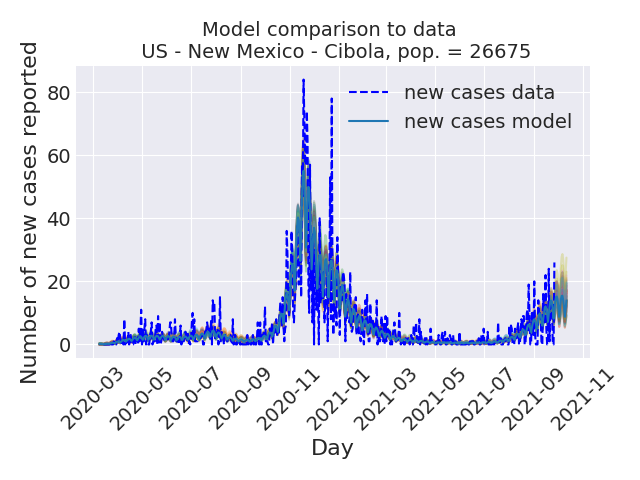 Model comparison to data
US - New Mexico - Cibola, pop. = 26675
Number of new cases reported
80
60
40
20
0
new cases data
new cases model
2020-03
2020-05
2020-07
2020-09
2020-11
2021-01
2021-03
2021-05
2021-07
2021-09
2021-11
Day